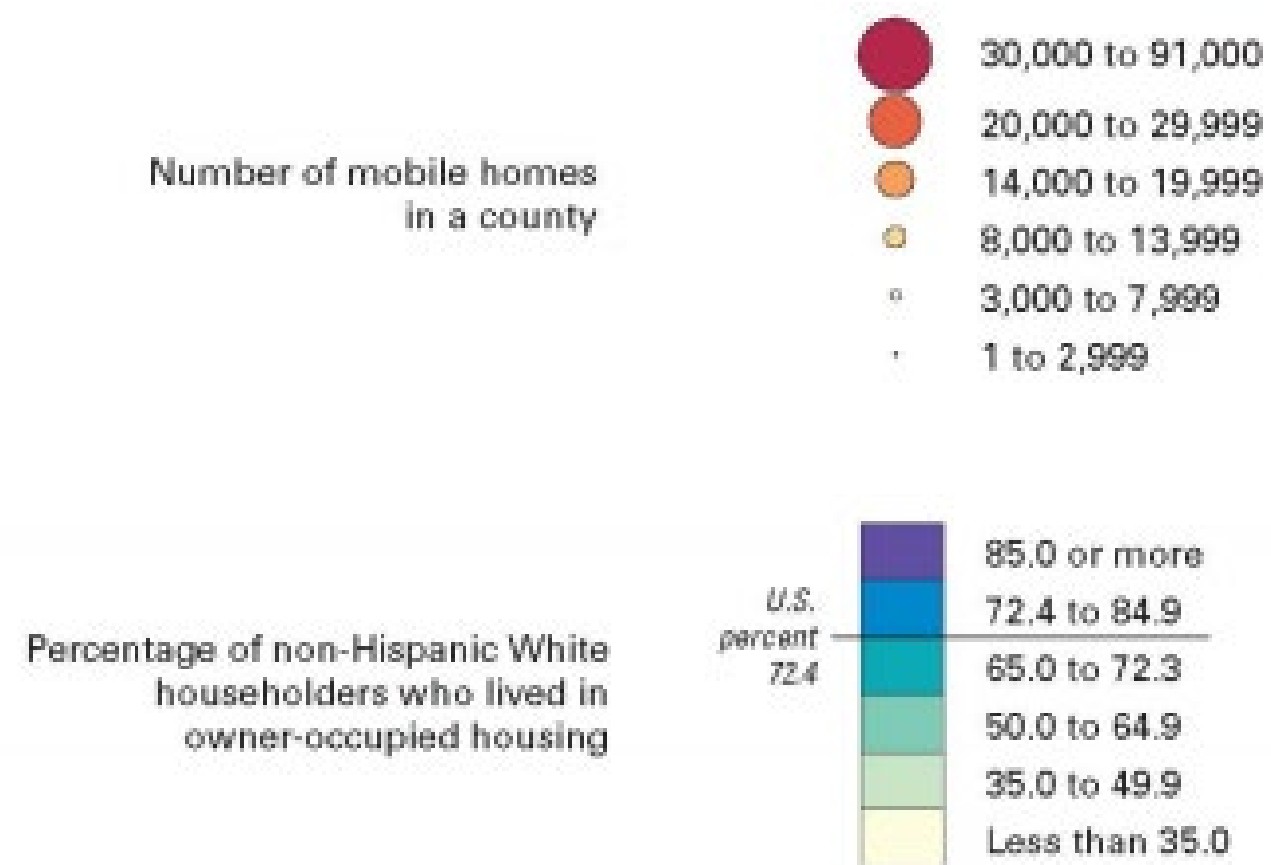 Number of mobile homes
in a county
30,000 to 91,000
20,000 to 29,999
14,000 to 19,999
8,000 to 13,999
3,000 to 7,999
1 to 2,999
Percentage of non-Hispanic White
householders who lived in
owner-occupied housing
U.S.
percent
72.4
85.0 or more
72.4 to 84.9
65.0 to 72.3
50.0 to 64.9
35.0 to 49.9
Less than 35.0